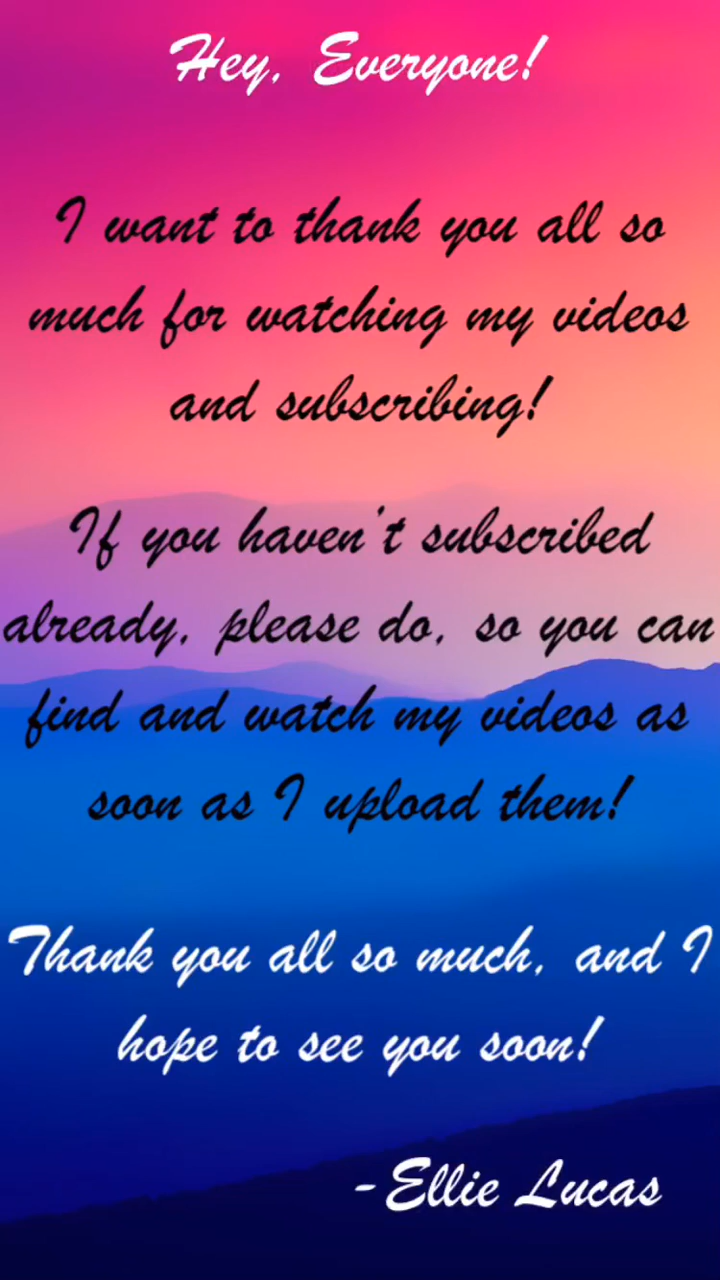 Hey, Everyone!
I want to thank you all so
much for watching my videos
and subscribing!
If you haven't subscribed
already, please do, so you can
find and watch my videos as
soon as I upload them!
Thank you all so much, and I
hope to see you soon!
-Ellie Lucas